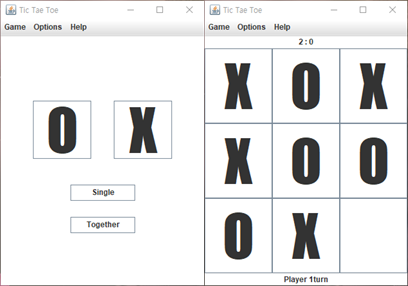 Tic Tae Toe
Game Options Help
O X
Single
Together
Tic Tae Toe
Game Options Help
2 : 0
X O X
X O O
O X
Player 1turn